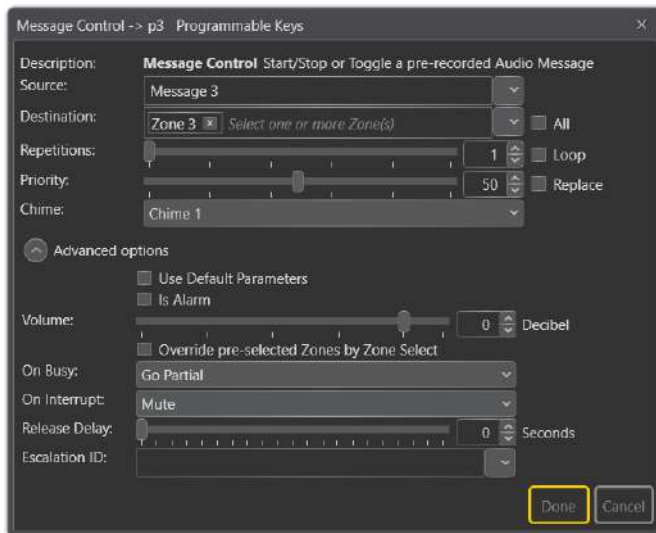 Message Control -> p3 Programmable Keys
Description: Message Control Start/Stop or Toggle a pre-recorded Audio Message
Source: Message 3
Destination: Zone 3 Select one or more Zone(s) All
Repetitions: 1 Loop
Priority: 50 Replace
Chime: Chime 1
Advanced options
Use Default Parameters
Is Alarm
Volume: 0 Decibel
Override pre-selected Zones by Zone Select
On Busy: Go Partial
On Interrupt: Mute
Release Delay: 0 Seconds
Escalation ID:
Done Cancel